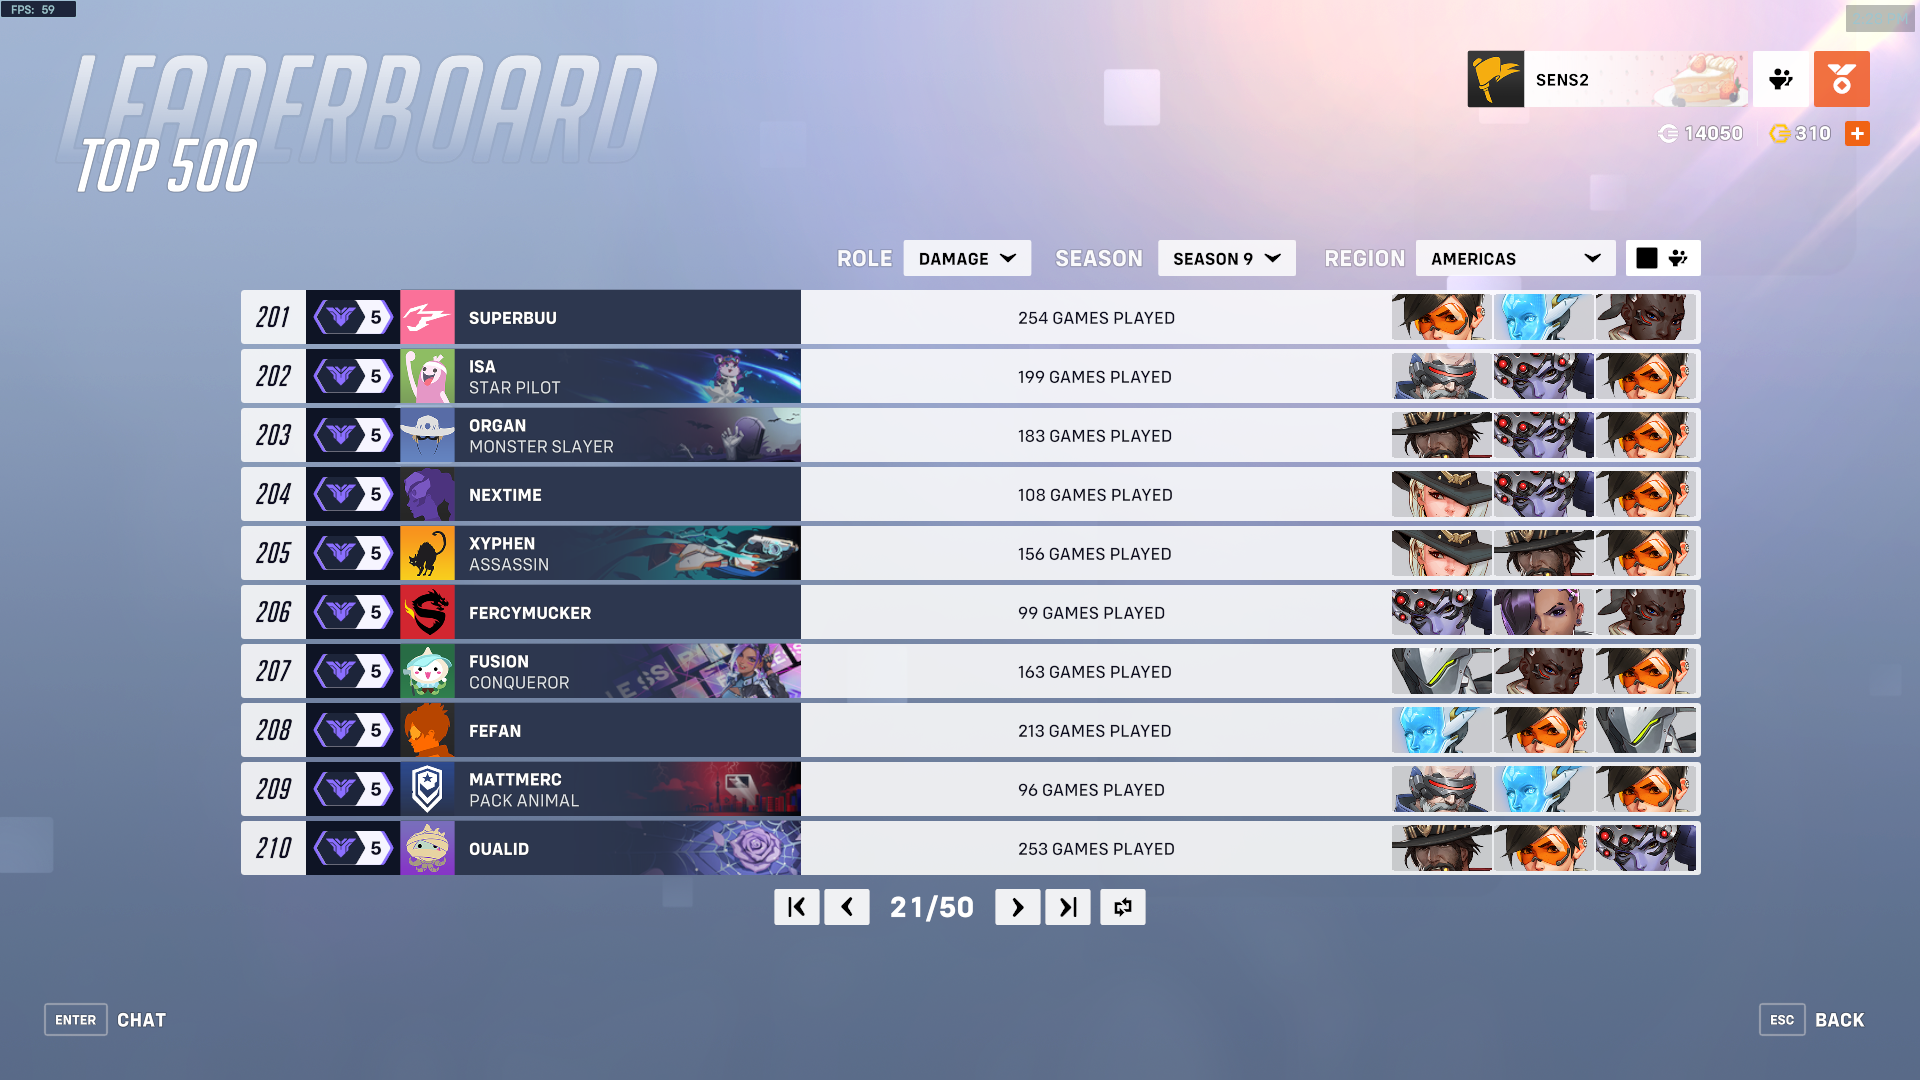 FPS: 59
LEADERBOARD
TOP 500
SENS2
14050 310
ROLE DAMAGE SEASON SEASON 9 REGION AMERICAS
201 5 SUPERBUU 254 GAMES PLAYED
202 5 ISA STAR PILOT 199 GAMES PLAYED
203 5 ORGAN MONSTER SLAYER 183 GAMES PLAYED
204 5 NEXTIME 108 GAMES PLAYED
205 5 XYPHEN ASSASSIN 156 GAMES PLAYED
206 5 FERCYMUCKER 99 GAMES PLAYED
207 5 FUSION CONQUEROR 163 GAMES PLAYED
208 5 FEFAN 213 GAMES PLAYED
209 5 MATTMERC PACK ANIMAL 96 GAMES PLAYED
210 5 OUALID 253 GAMES PLAYED
21/50
ENTER CHAT
ESC BACK